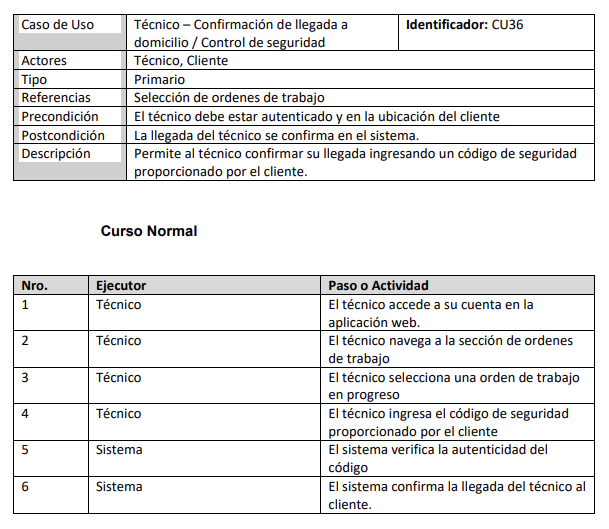 Caso de Uso Técnico – Confirmación de llegada a Identificador: CU36
domicilio / Control de seguridad
Actores Técnico, Cliente
Tipo Primario
Referencias Selección de ordenes de trabajo
Precondición El técnico debe estar autenticado y en la ubicación del cliente
Postcondición La llegada del técnico se confirma en el sistema.
Descripción Permite al técnico confirmar su llegada ingresando un código de seguridad
proporcionado por el cliente.
Curso Normal
Nro. Ejecutor Paso o Actividad
1 Técnico El técnico accede a su cuenta en la
aplicación web.
2 Técnico El técnico navega a la sección de ordenes
de trabajo
3 Técnico El técnico selecciona una orden de trabajo
en progreso
4 Técnico El técnico ingresa el código de seguridad
proporcionado por el cliente
5 Sistema El sistema verifica la autenticidad del
código
6 Sistema El sistema confirma la llegada del técnico al
cliente.